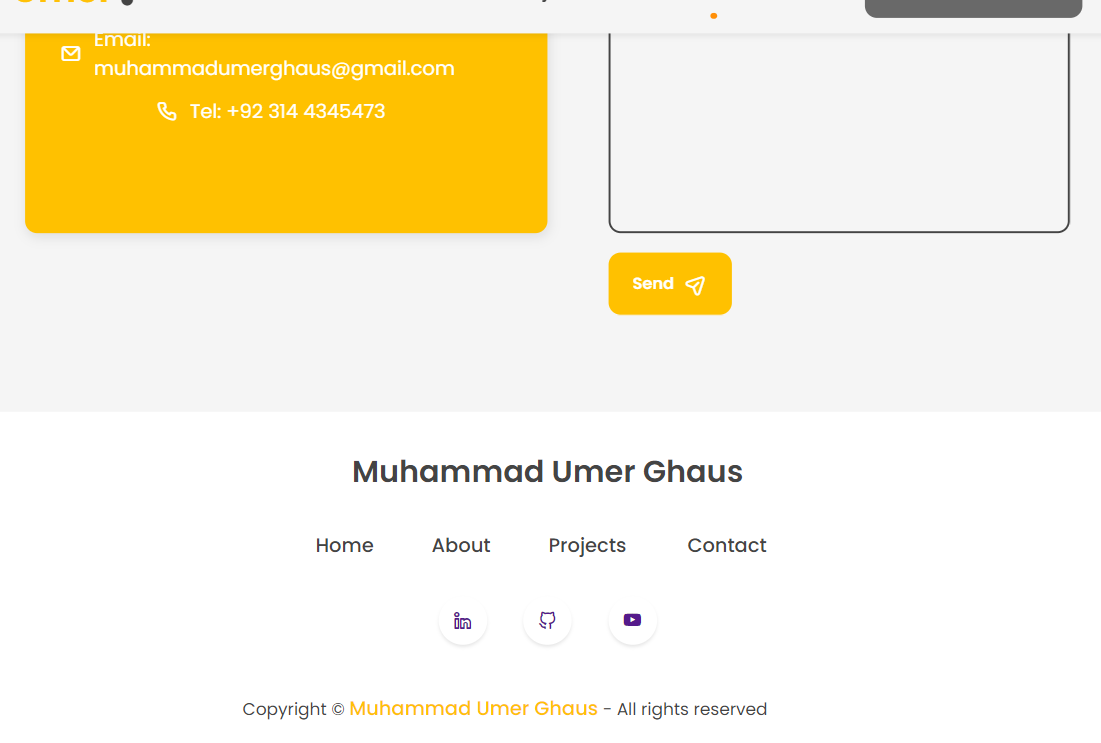 Email:
muhammadumerghaus@gmail.com
Tel: +92 314 4345473
Send
Muhammad Umer Ghaus
Home About Projects Contact
Copyright © Muhammad Umer Ghaus - All rights reserved